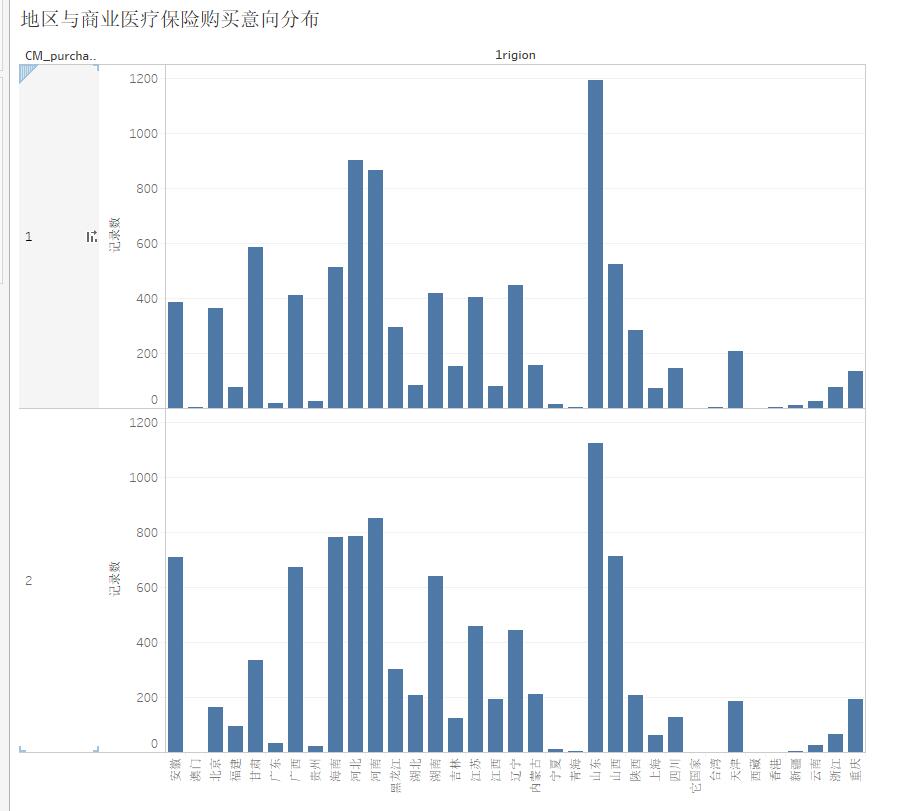 地区与商业医疗保险购买意向分布
CM_purcha..
1rigion
1
记录数
1200
1000
800
600
400
200
0
2
记录数
1200
1000
800
600
400
200
0
安徽
澳门
北京
福建
甘肃
广东
广西
贵州
海南
河北
河南
黑龙江
湖北
湖南
吉林
江苏
江西
辽宁
内蒙古
宁夏
青海
山东
山西
陕西
上海
四川
它国家
台湾
天津
西藏
香港
新疆
云南
浙江
重庆